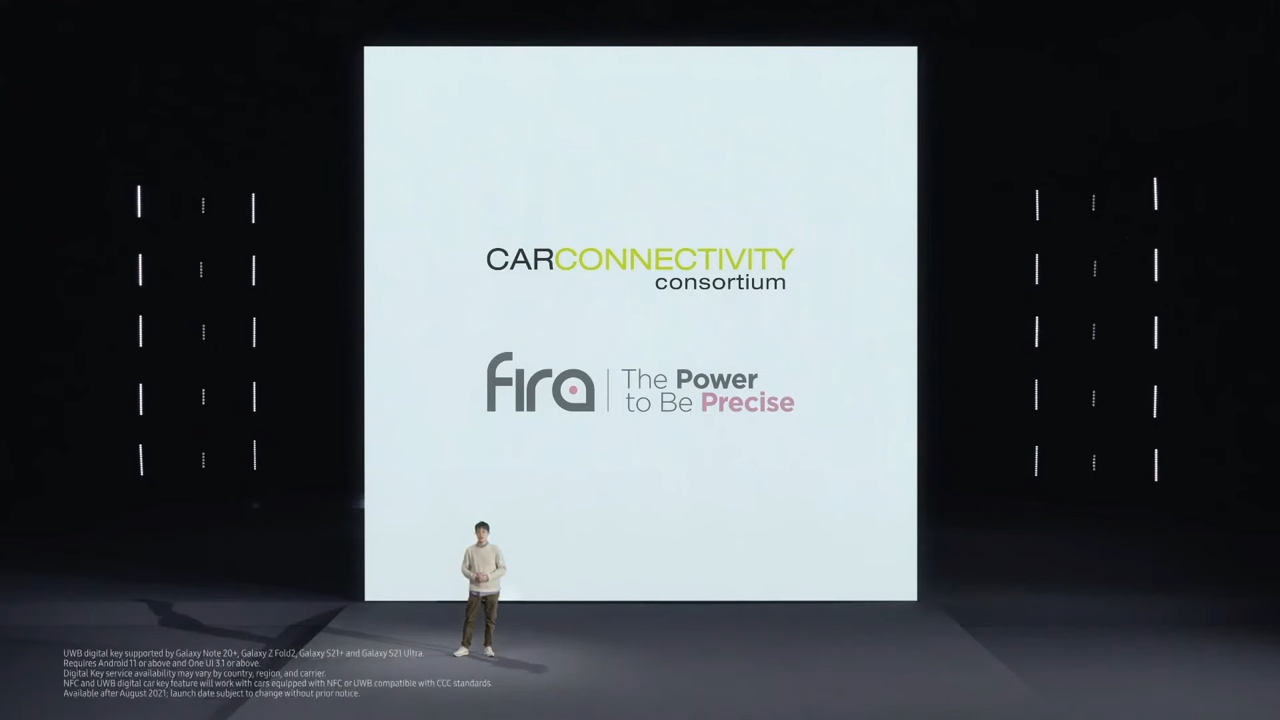 CARCONNECTIVITY
consortium
fira
The Power
to Be Precise
UWB digital key supported by Galaxy Note 20+, Galaxy Z Fold2, Galaxy S21+ and Galaxy S21 Ultra.
Requires Android 11 or above and One UI 3.1 or above.
Digital Key service availability may vary by country, region, and carrier.
NFC and UWB digital car key feature will work with cars equipped with NFC or UWB compatible with CCC standards.
Available after August 2021; launch date subject to change without prior notice.